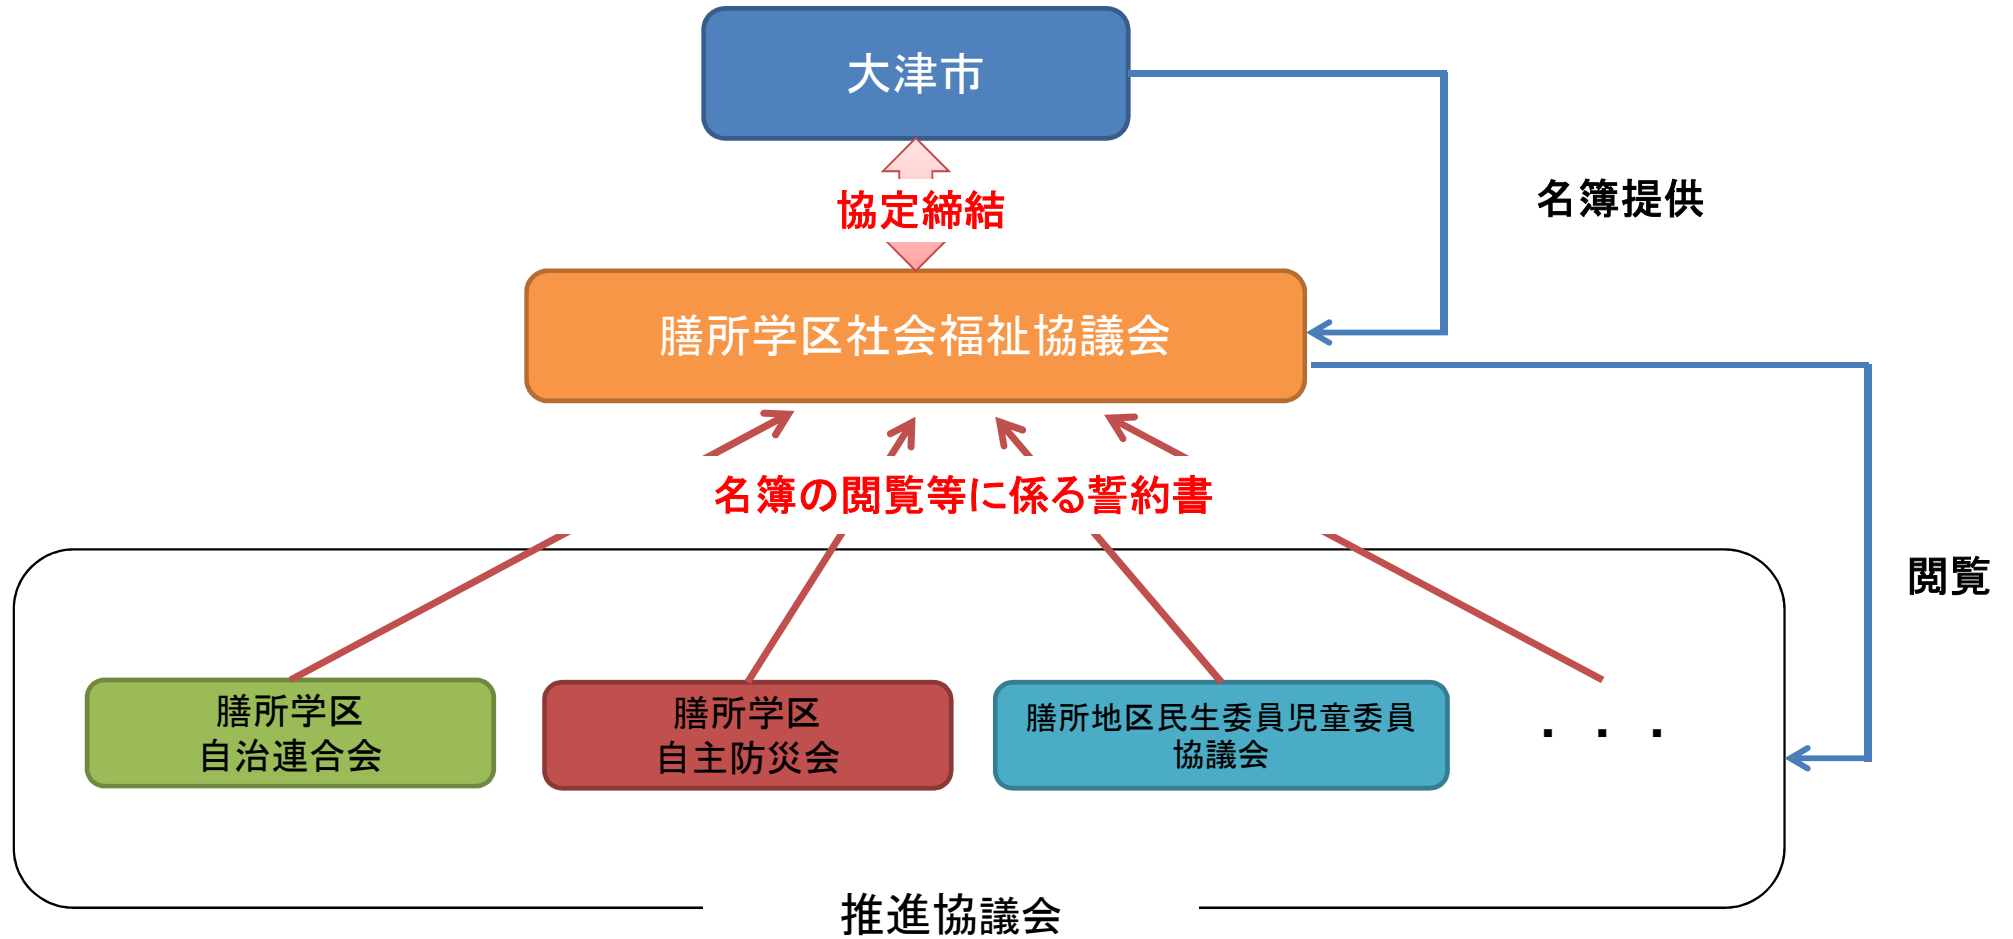 大津市
協定締結
名簿提供
膳所学区社会福祉協議会
名簿の閲覧等に係る誓約書
閲覧
膳所学区
自治連合会
膳所学区
自主防災会
膳所地区民生委員児童委員
協議会
・・・
推進協議会